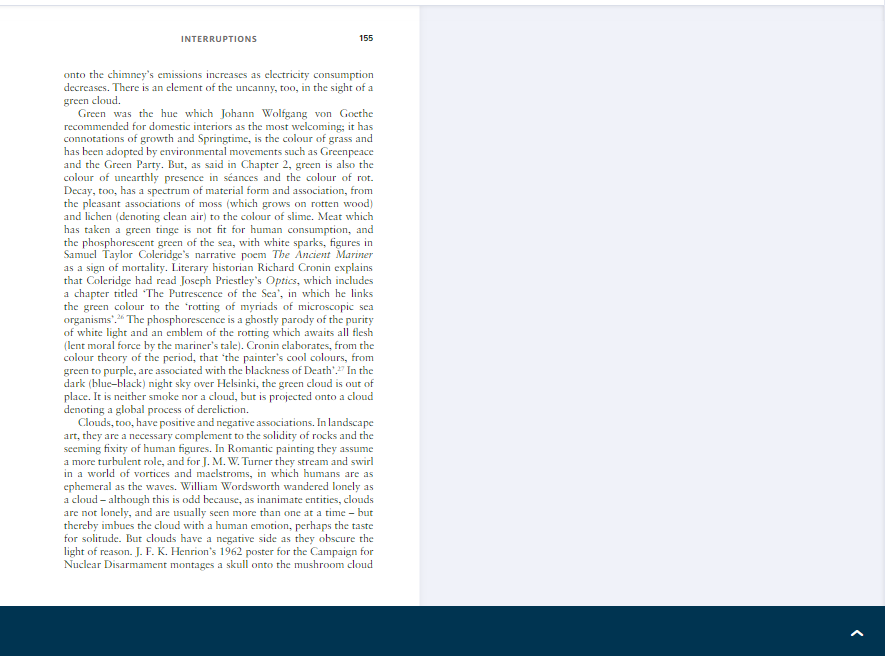 INTERRUPTIONS 155
onto the chimney's emissions increases as electricity consumption
decreases. There is an element of the uncanny, too, in the sight of a
green cloud.
Green was the hue which Johann Wolfgang von Goethe
recommended for domestic interiors as the most welcoming; it has
connotations of growth and Springtime, is the colour of grass and
has been adopted by environmental movements such as Greenpeace
and the Green Party. But, as said in Chapter 2, green is also the
colour of unearthly presence in séances and the colour of rot.
Decay, too, has a spectrum of material form and association, from
the pleasant associations of moss (which grows on rotten wood)
and lichen (denoting clean air) to the colour of slime. Meat which
has taken a green tinge is not fit for human consumption, and
the phosphorescent green of the sea, with white sparks, figures in
Samuel Taylor Coleridge's narrative poem The Ancient Mariner
as a sign of mortality. Literary historian Richard Cronin explains
that Coleridge had read Joseph Priestley's Optics, which includes
a chapter titled 'The Putrescence of the Sea', in which he links
the green colour to the 'rotting of myriads of microscopic sea
organisms'.26 The phosphorescence is a ghostly parody of the purity
of white light and an emblem of the rotting which awaits all flesh
(lent moral force by the mariner's tale). Cronin elaborates, from the
colour theory of the period, that 'the painter's cool colours, from
green to purple, are associated with the blackness of Death'.27 In the
dark (blue–black) night sky over Helsinki, the green cloud is out of
place. It is neither smoke nor a cloud, but is projected onto a cloud
denoting a global process of dereliction.
Clouds, too, have positive and negative associations. In landscape
art, they are a necessary complement to the solidity of rocks and the
seeming fixity of human figures. In Romantic painting they assume
a more turbulent role, and for J. M. W. Turner they stream and swirl
in a world of vortices and maelstroms, in which humans are as
ephemeral as the waves. William Wordsworth wandered lonely as
a cloud – although this is odd because, as inanimate entities, clouds
are not lonely, and are usually seen more than one at a time – but
thereby imbues the cloud with a human emotion, perhaps the taste
for solitude. But clouds have a negative side as they obscure the
light of reason. J. F. K. Henrion's 1962 poster for the Campaign for
Nuclear Disarmament montages a skull onto the mushroom cloud